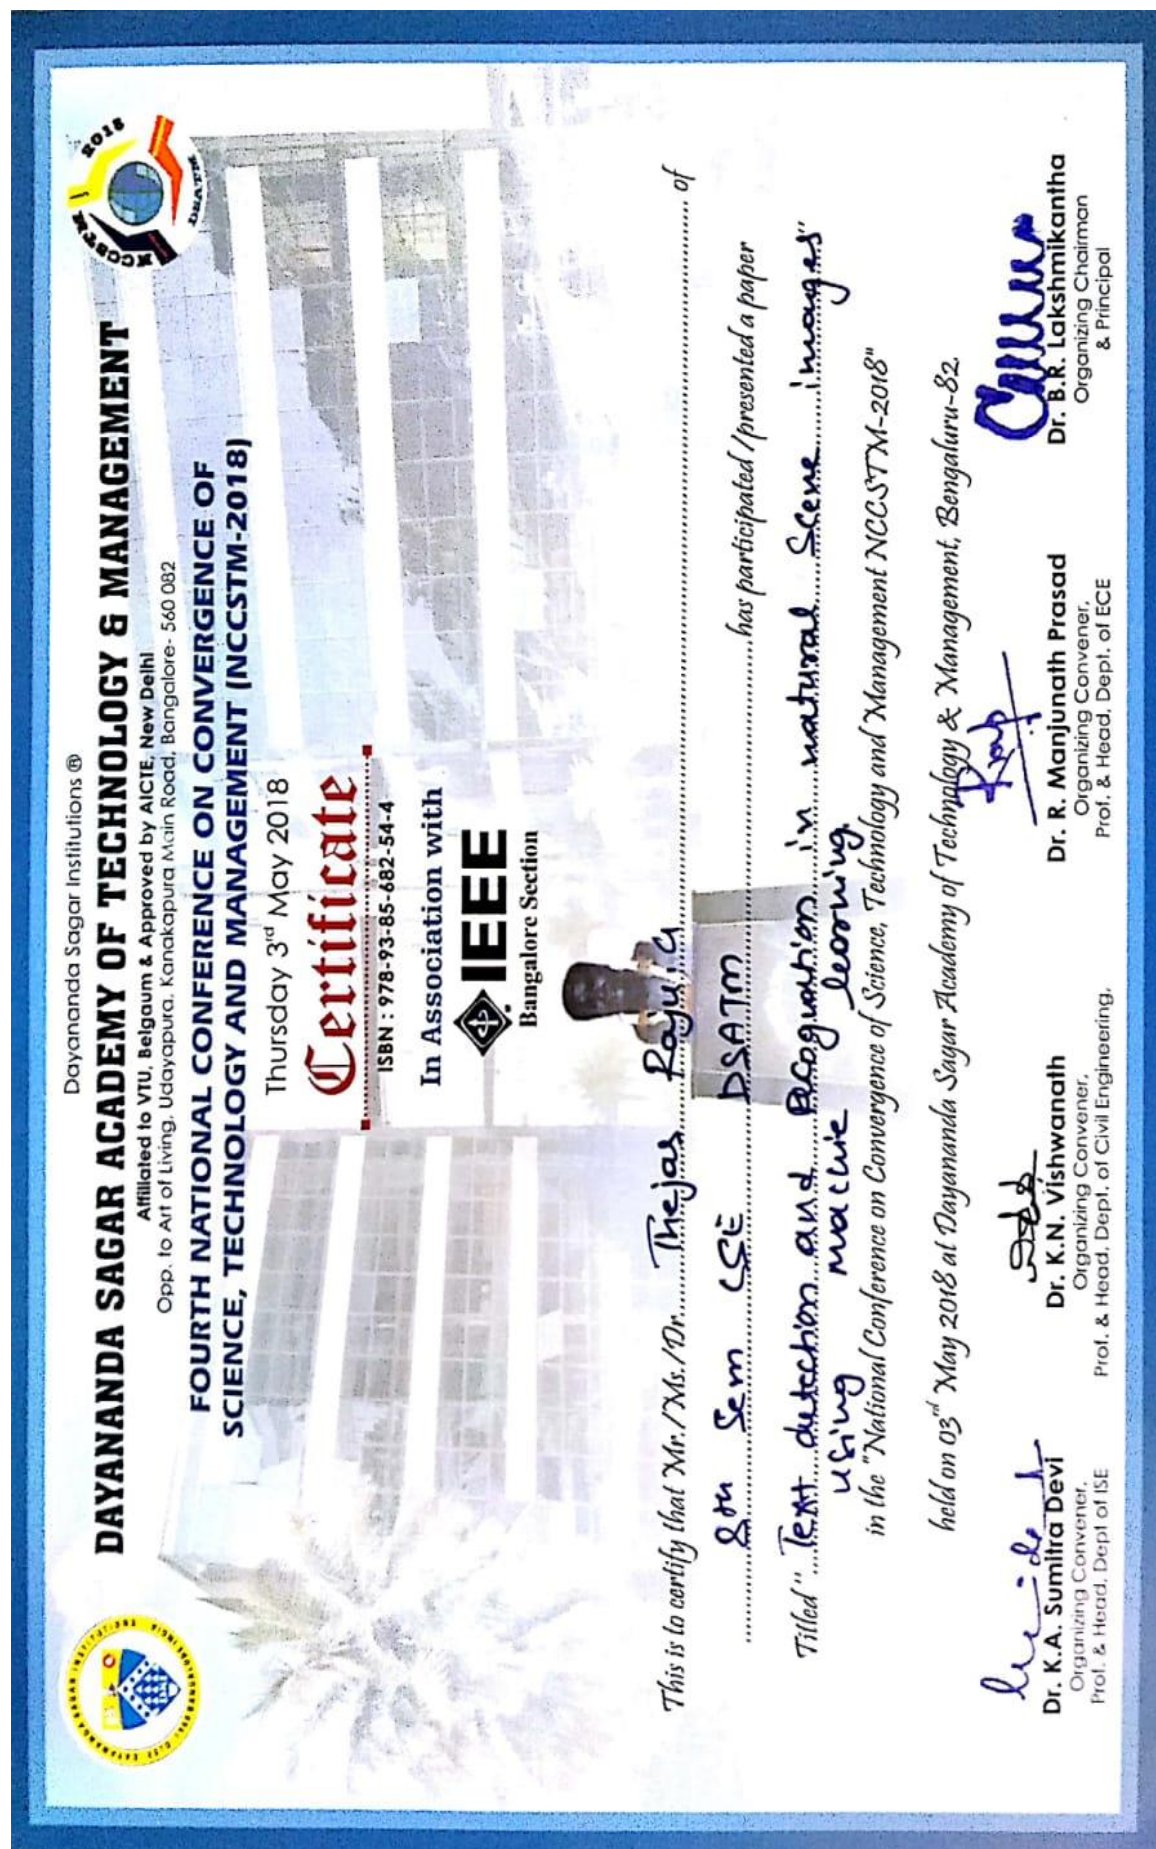 Dayananda Sagar Institutions ®
DAYANANDA SAGAR ACADEMY OF TECHNOLOGY & MANAGEMENT
Affiliated to VTU, Belgaum & Approved by AICTE, New Delhi
Opp. to Art of Living, Udayapura, Kanakapura Main Road, Bangalore- 560 082
2018
NCCSTM
DSATM
FOURTH NATIONAL CONFERENCE ON CONVERGENCE OF
SCIENCE, TECHNOLOGY AND MANAGEMENT (NCCSTM-2018)
Thursday 3rd May 2018
Certificate
ISBN : 978-93-85-682-54-4
In Association with
IEEE
Bangalore Section
This is to certify that Mr./Ms./Dr. Thejas Raju.G of
8th Sem CSE DSATM has participated/presented a paper
Titled "Text detection and Recognition in natural Scene images"
using machine learning
in the "National Conference on Convergence of Science, Technology and Management NCCSTM-2018"
held on 03rd May 2018 at Dayananda Sagar Academy of Technology & Management, Bengaluru-82.
Dr. K.A. Sumitra Devi
Organizing Convener,
Prof. & Head, Dept of ISE
Dr. K.N. Vishwanath
Organizing Convener,
Prof. & Head, Dept. of Civil Engineering,
Dr. R. Manjunath Prasad
Organizing Convener,
Prof. & Head, Dept. of ECE
Dr. B.R. Lakshmikantha
Organizing Chairman
& Principal